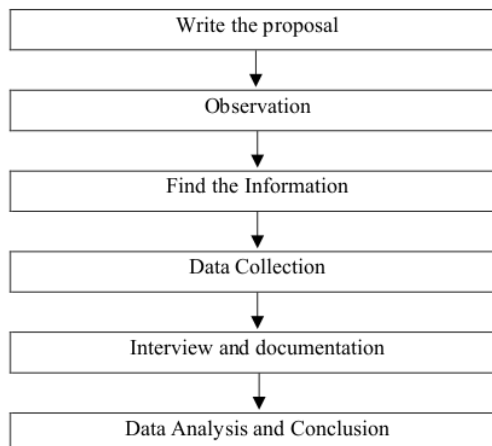 Write the proposal
Observation
Find the Information
Data Collection
Interview and documentation
Data Analysis and Conclusion